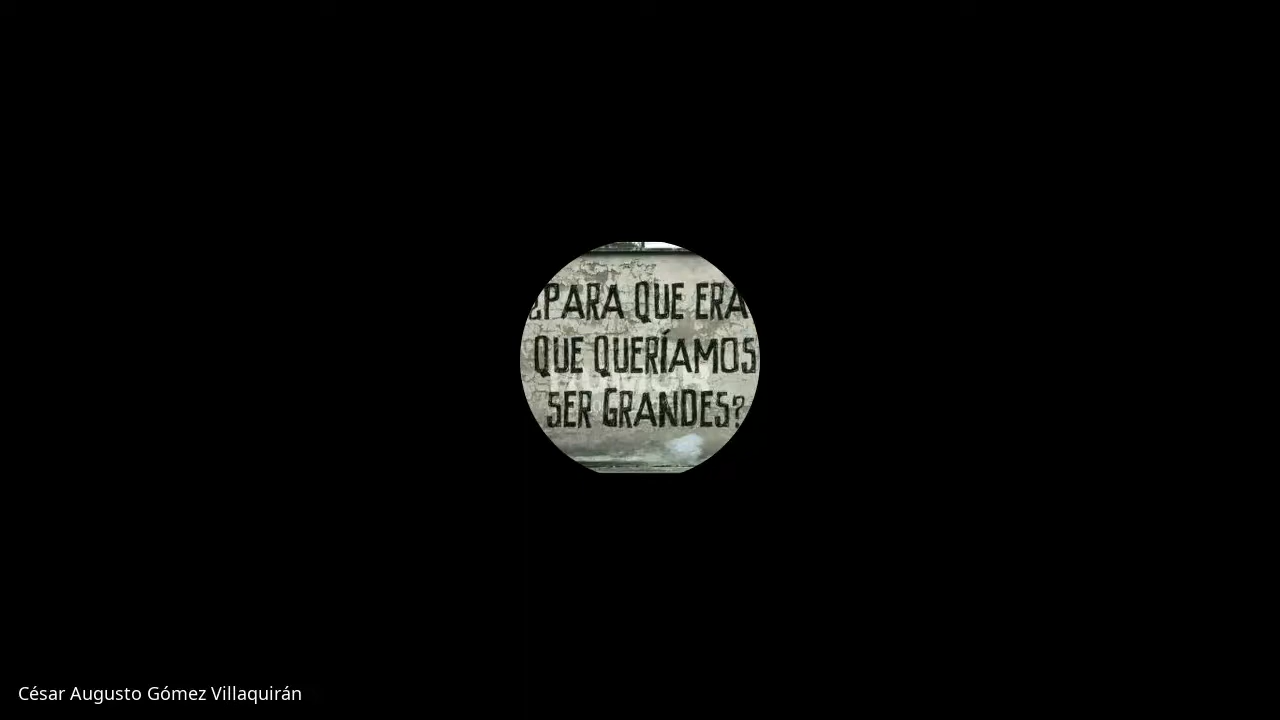 ¿PARA QUE ERA
QUE QUERÍAMOS
SER GRANDES?
César Augusto Gómez Villaquirán